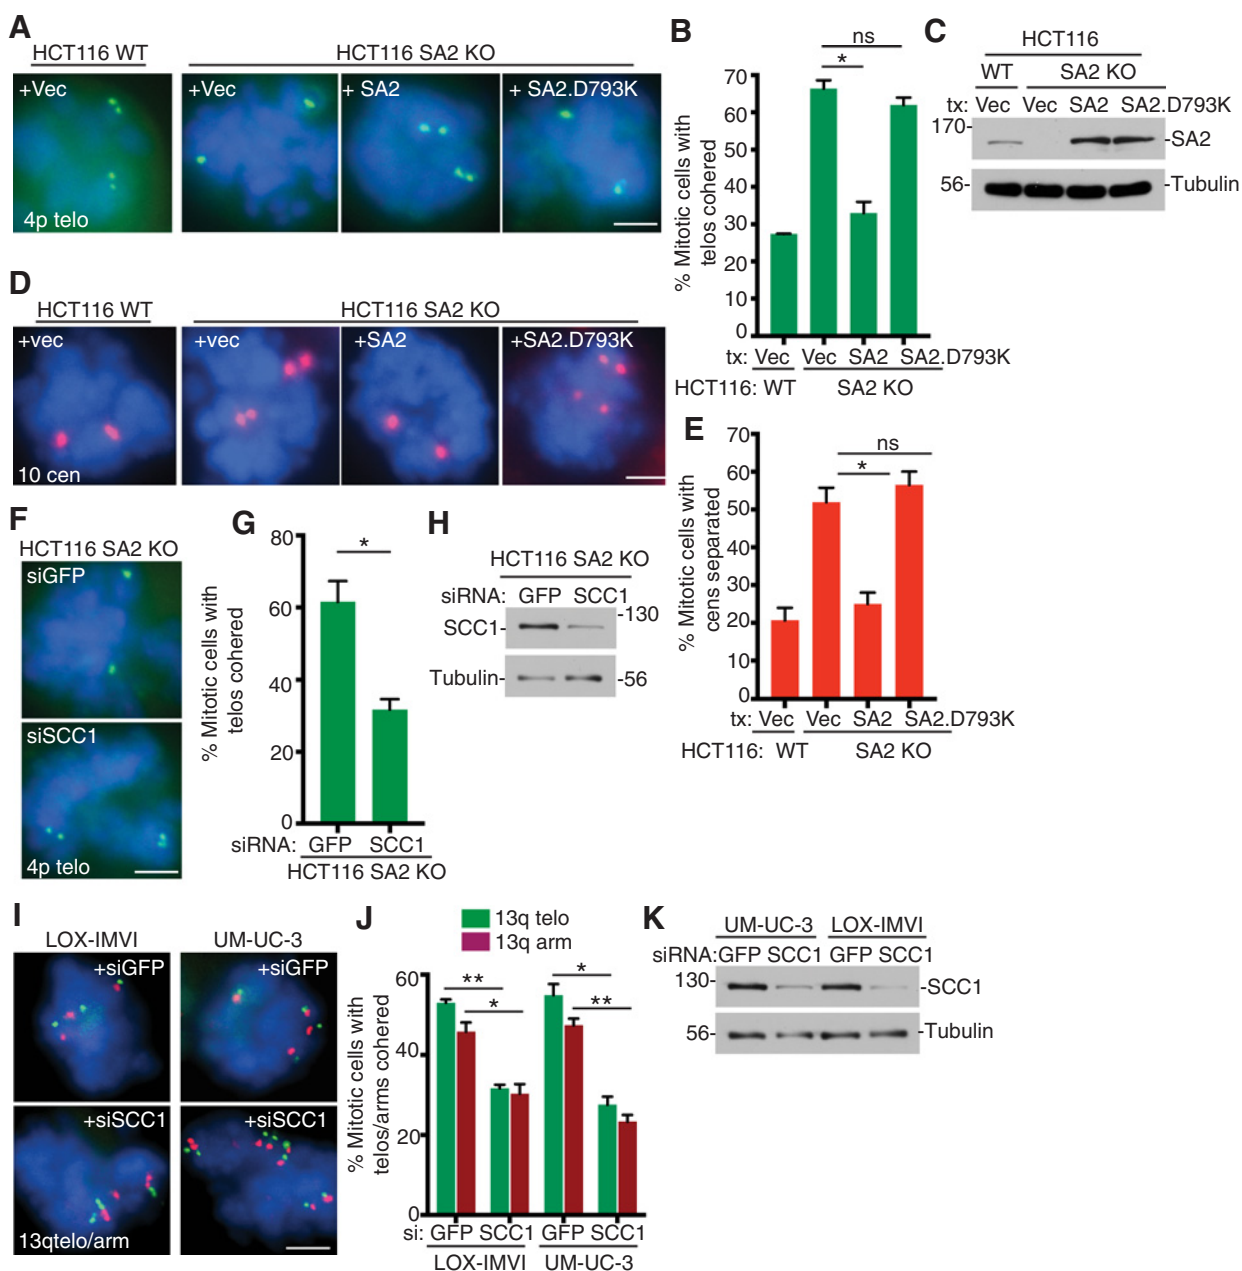 A
HCT116 WT
HCT116 SA2 KO
+Vec
+Vec
+ SA2
+ SA2.D793K
4p telo
B
ns
*
70
60
50
40
30
20
10
0
% Mitotic cells with
telos cohered
tx: Vec Vec SA2 SA2.D793K
HCT116: WT SA2 KO
C
HCT116
WT SA2 KO
tx: Vec Vec SA2 SA2.D793K
170-
-SA2
56-
-Tubulin
D
HCT116 WT
HCT116 SA2 KO
+vec
+vec
+SA2
+SA2.D793K
10 cen
E
ns
*
70
60
50
40
30
20
10
0
% Mitotic cells with
cens separated
tx: Vec Vec SA2 SA2.D793K
HCT116: WT SA2 KO
F
HCT116 SA2 KO
siGFP
siSCC1
4p telo
G
*
80
60
40
20
0
% Mitotic cells with
telos cohered
siRNA: GFP SCC1
HCT116 SA2 KO
H
HCT116 SA2 KO
siRNA: GFP SCC1
-130
SCC1-
Tubulin-
-56
I
LOX-IMVI UM-UC-3
+siGFP
+siGFP
+siSCC1
+siSCC1
13qtelo/arm
J
13q telo
13q arm
**
*
*
**
60
40
20
0
% Mitotic cells with
telos/arms cohered
si: GFP SCC1 GFP SCC1
LOX-IMVI UM-UC-3
K
UM-UC-3 LOX-IMVI
siRNA:GFP SCC1 GFP SCC1
130-
-SCC1
56-
-Tubulin